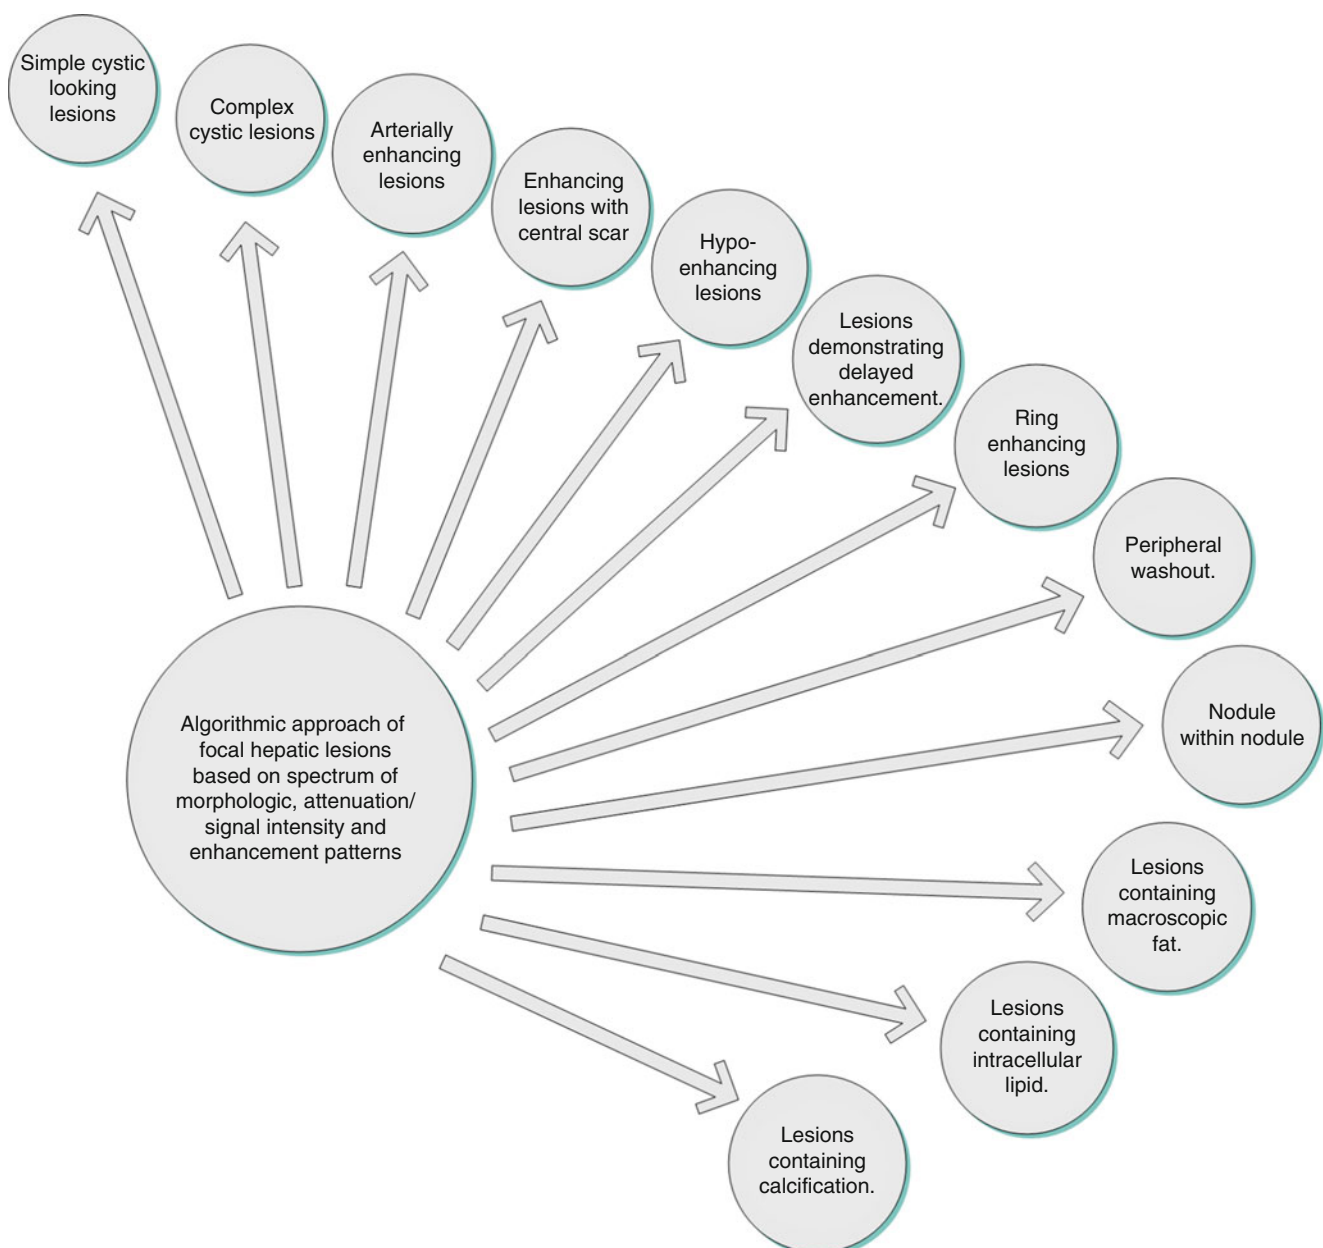 Simple cystic
looking
lesions
Complex
cystic lesions
Arterially
enhancing
lesions
Enhancing
lesions with
central scar
Hypo-
enhancing
lesions
Lesions
demonstrating
delayed
enhancement.
Ring
enhancing
lesions
Peripheral
washout.
Nodule
within nodule
Lesions
containing
macroscopic
fat.
Lesions
containing
intracellular
lipid.
Lesions
containing
calcification.
Algorithmic approach of
focal hepatic lesions
based on spectrum of
morphologic, attenuation/
signal intensity and
enhancement patterns